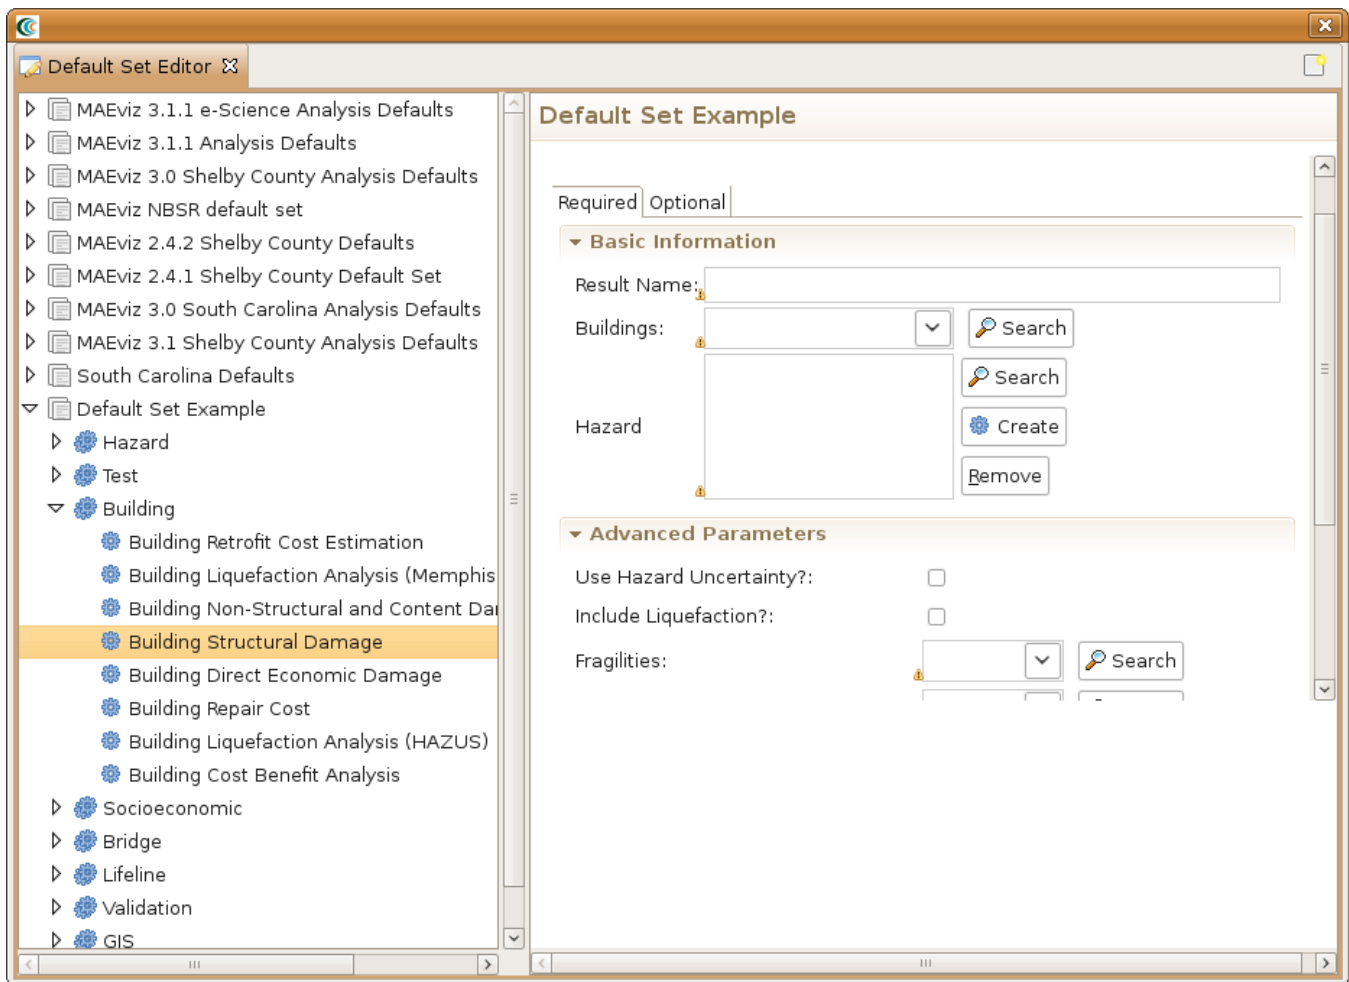 Default Set Editor
MAEviz 3.1.1 e-Science Analysis Defaults
MAEviz 3.1.1 Analysis Defaults
MAEviz 3.0 Shelby County Analysis Defaults
MAEviz NBSR default set
MAEviz 2.4.2 Shelby County Defaults
MAEviz 2.4.1 Shelby County Default Set
MAEviz 3.0 South Carolina Analysis Defaults
MAEviz 3.1 Shelby County Analysis Defaults
South Carolina Defaults
Default Set Example
Hazard
Test
Building
Building Retrofit Cost Estimation
Building Liquefaction Analysis (Memphis
Building Non-Structural and Content Da
Building Structural Damage
Building Direct Economic Damage
Building Repair Cost
Building Liquefaction Analysis (HAZUS)
Building Cost Benefit Analysis
Socioeconomic
Bridge
Lifeline
Validation
GIS
Default Set Example
Required Optional
Basic Information
Result Name:
Buildings: Search
Search
Hazard Create
Remove
Advanced Parameters
Use Hazard Uncertainty?:
Include Liquefaction?:
Fragilities: Search